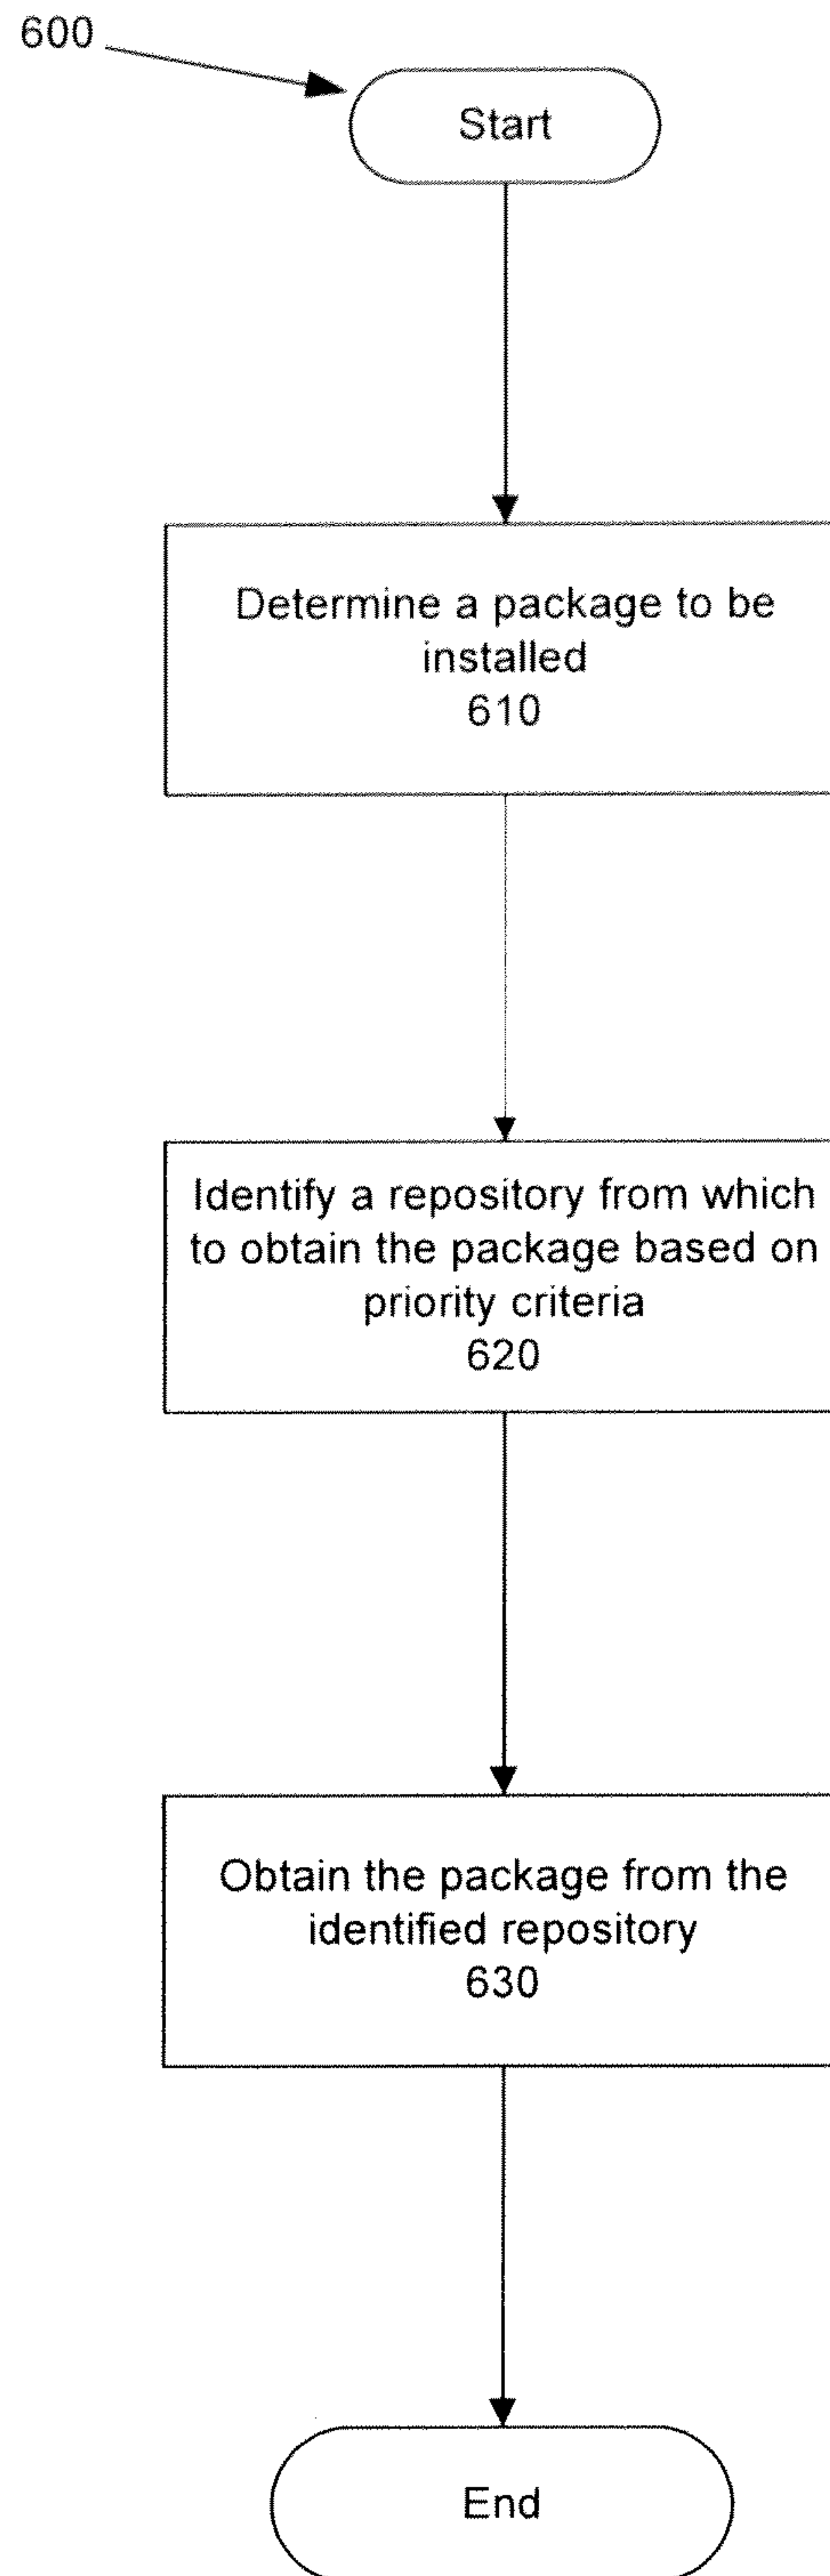 600
Start
Determine a package to be
installed
610
Identify a repository from which
to obtain the package based on
priority criteria
620
Obtain the package from the
identified repository
630
End